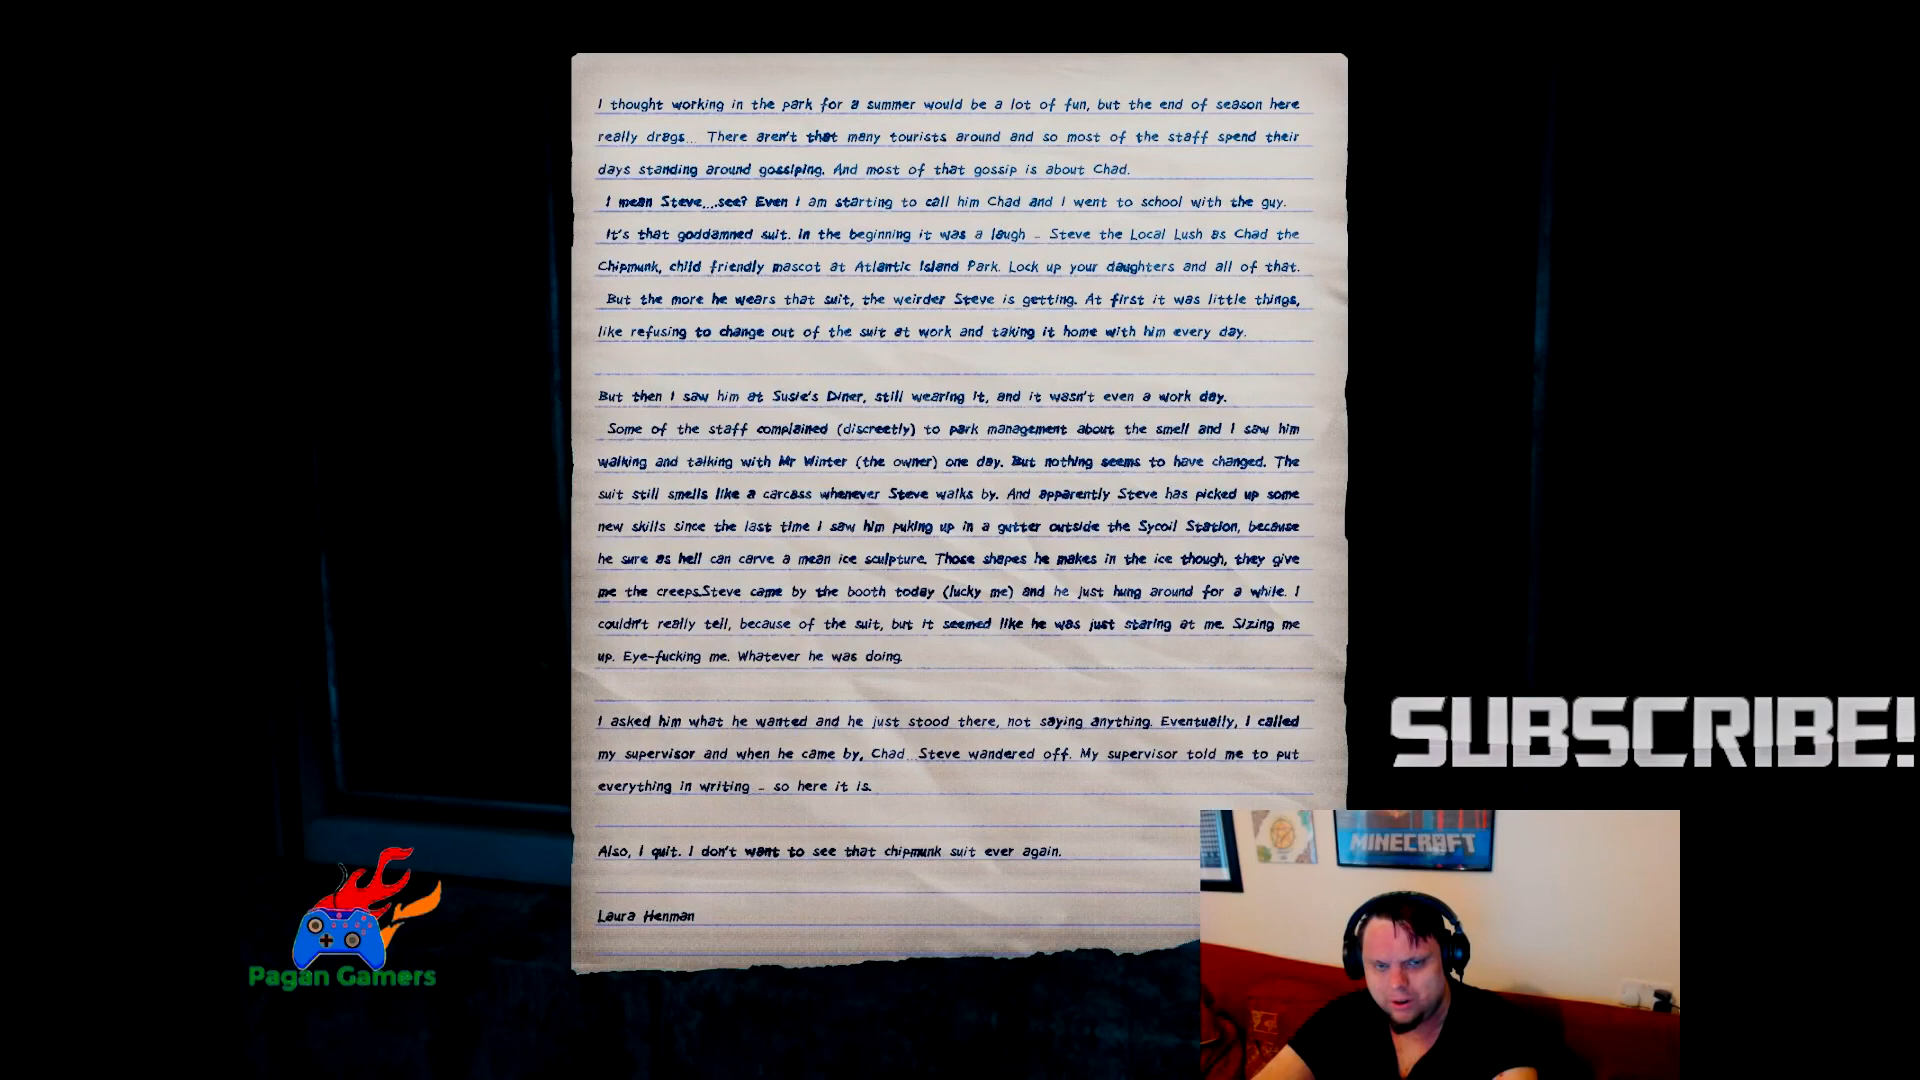 I thought working in the park for a summer would be a lot of fun, but the end of season here
really drags... There aren't that many tourists around and so most of the staff spend their
days standing around gossiping. And most of that gossip is about Chad.
I mean Steve....see? Even I am starting to call him Chad and I went to school with the guy.
It's that goddamned suit. In the beginning it was a laugh - Steve the Local Lush as Chad the
Chipmunk, child friendly mascot at Atlantic Island Park. Lock up your daughters and all of that.
But the more he wears that suit, the weirder Steve is getting. At first it was little things,
like refusing to change out of the suit at work and taking it home with him every day.
But then I saw him at Susie's Diner, still wearing it, and it wasn't even a work day.
Some of the staff complained (discreetly) to park management about the smell and I saw him
walking and talking with Mr Winter (the owner) one day. But nothing seems to have changed. The
suit still smells like a carcass whenever Steve walks by. And apparently Steve has picked up some
new skills since the last time I saw him puking up in a gutter outside the Sycoil Station, because
he sure as hell can carve a mean ice sculpture. Those shapes he makes in the ice though, they give
me the creeps.Steve came by the booth today (lucky me) and he just hung around for a while. I
couldn't really tell, because of the suit, but it seemed like he was just staring at me. Sizing me
up. Eye-fucking me. Whatever he was doing.
I asked him what he wanted and he just stood there, not saying anything. Eventually, I called
my supervisor and when he came by, Chad...Steve wandered off. My supervisor told me to put
everything in writing - so here it is.
Also, I quit. I don't want to see that chipmunk suit ever again.
Laura Henman
SUBSCRIBE!
MINECRAFT
Pagan Gamers